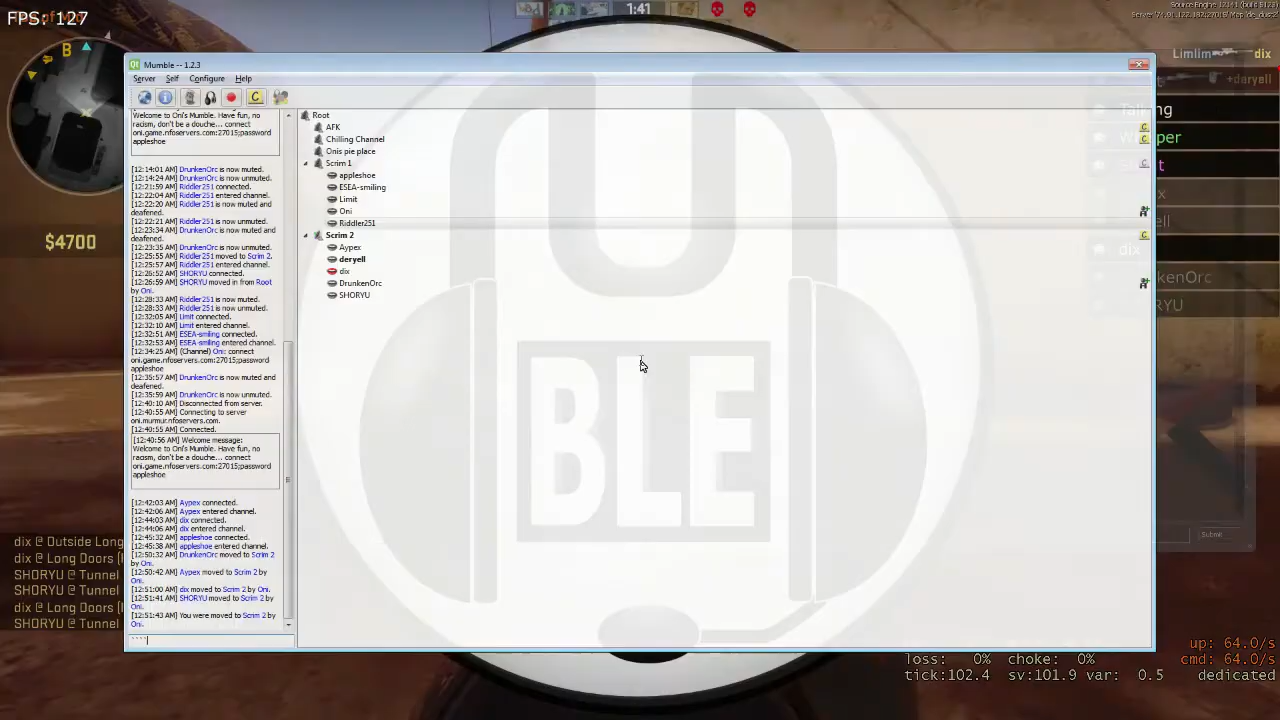 FPS: 127
1:41
B
$4700
Limlim dix
+deryell
Mumble -- 1.2.3
Server Self Configure Help
Welcome to Oni's Mumble. Have fun, no
racism, don't be a douche... connect
oni.game.nfoservers.com:27015;password
appleshoe
[12:14:01 AM] DrunkenOrc is now muted.
[12:14:24 AM] DrunkenOrc is now unmuted.
[12:21:59 AM] Riddler251 connected.
[12:22:04 AM] Riddler251 entered channel.
[12:22:20 AM] Riddler251 is now muted and
deafened.
[12:22:21 AM] Riddler251 is now unmuted.
[12:23:34 AM] DrunkenOrc is now muted and
deafened.
[12:23:35 AM] DrunkenOrc is now unmuted.
[12:25:55 AM] Riddler251 moved to Scrim 2.
[12:25:57 AM] Riddler251 entered channel.
[12:26:52 AM] SHORYU connected.
[12:26:59 AM] SHORYU moved in from Root
by Oni.
[12:28:33 AM] Riddler251 is now muted.
[12:28:33 AM] Riddler251 is now unmuted.
[12:32:05 AM] Limit connected.
[12:32:10 AM] Limit entered channel.
[12:32:51 AM] ESEA-smiling connected.
[12:32:53 AM] ESEA-smiling entered channel.
[12:34:25 AM] (Channel) Oni: connect
oni.game.nfoservers.com:27015;password
appleshoe
[12:35:57 AM] DrunkenOrc is now muted and
deafened.
[12:35:59 AM] DrunkenOrc is now unmuted.
[12:40:10 AM] Disconnected from server.
[12:40:55 AM] Connecting to server
oni.murmur.nfoservers.com.
[12:40:55 AM] Connected.
[12:40:56 AM] Welcome message:
Welcome to Oni's Mumble. Have fun, no
racism, don't be a douche... connect
oni.game.nfoservers.com:27015;password
appleshoe
[12:42:03 AM] Aypex connected.
[12:42:06 AM] Aypex entered channel.
[12:44:03 AM] dix connected.
[12:44:06 AM] dix entered channel.
[12:45:32 AM] appleshoe connected.
[12:45:38 AM] appleshoe entered channel.
[12:50:32 AM] DrunkenOrc moved to Scrim 2
by Oni.
[12:50:42 AM] Aypex moved to Scrim 2 by
Oni.
[12:51:00 AM] dix moved to Scrim 2 by Oni.
[12:51:41 AM] SHORYU moved to Scrim 2 by
Oni.
[12:51:43 AM] You were moved to Scrim 2 by
Oni.
````
Root
AFK
Chilling Channel
Onis pie place
Scrim 1
appleshoe
ESEA-smiling
Limit
Oni
Riddler251
Scrim 2
Aypex
deryell
dix
DrunkenOrc
SHORYU
U
BLE
dix
Submit
dix @ Outside Long
dix @ Long Doors
SHORYU @ Tunnel
SHORYU @ Tunnel
dix @ Long Doors
SHORYU @ Tunnel
up: 64.0/s
loss: 0% choke: 0% cmd: 64.0/s
tick:102.4 sv:101.9 var: 0.5 dedicated